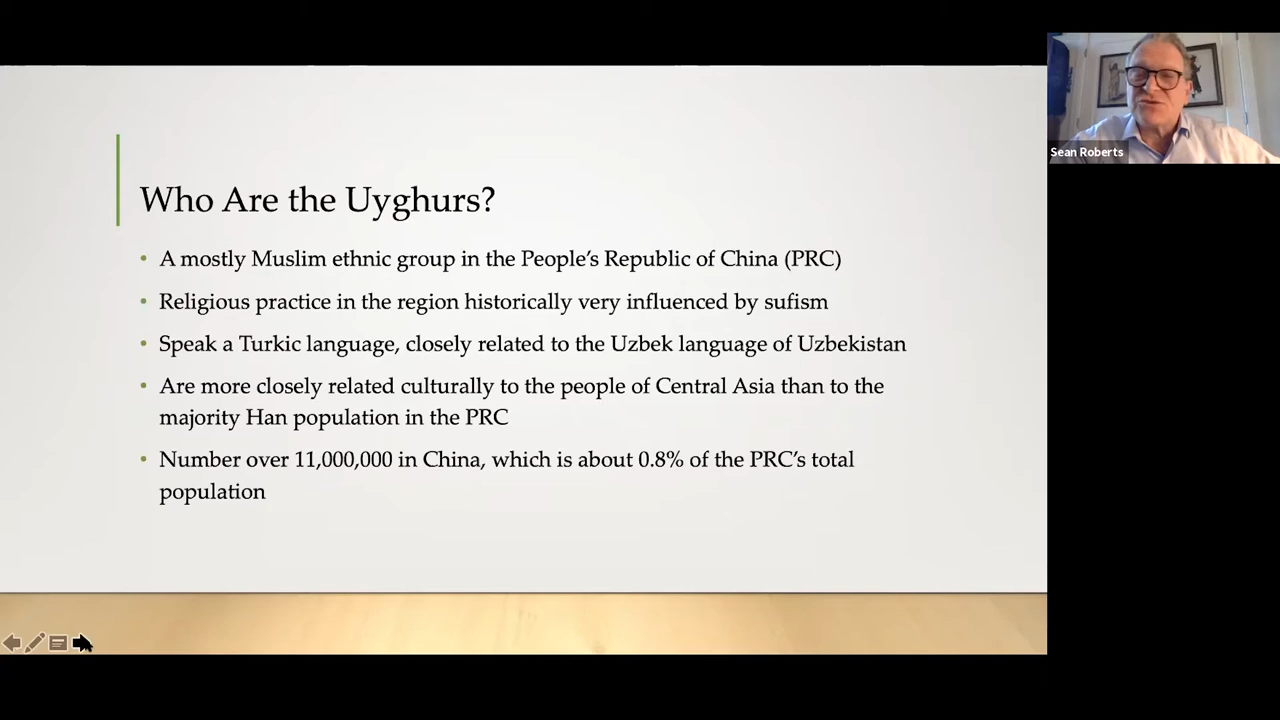 Who Are the Uyghurs?
• A mostly Muslim ethnic group in the People’s Republic of China (PRC)
• Religious practice in the region historically very influenced by sufism
• Speak a Turkic language, closely related to the Uzbek language of Uzbekistan
• Are more closely related culturally to the people of Central Asia than to the
majority Han population in the PRC
• Number over 11,000,000 in China, which is about 0.8% of the PRC’s total
population
Sean Roberts